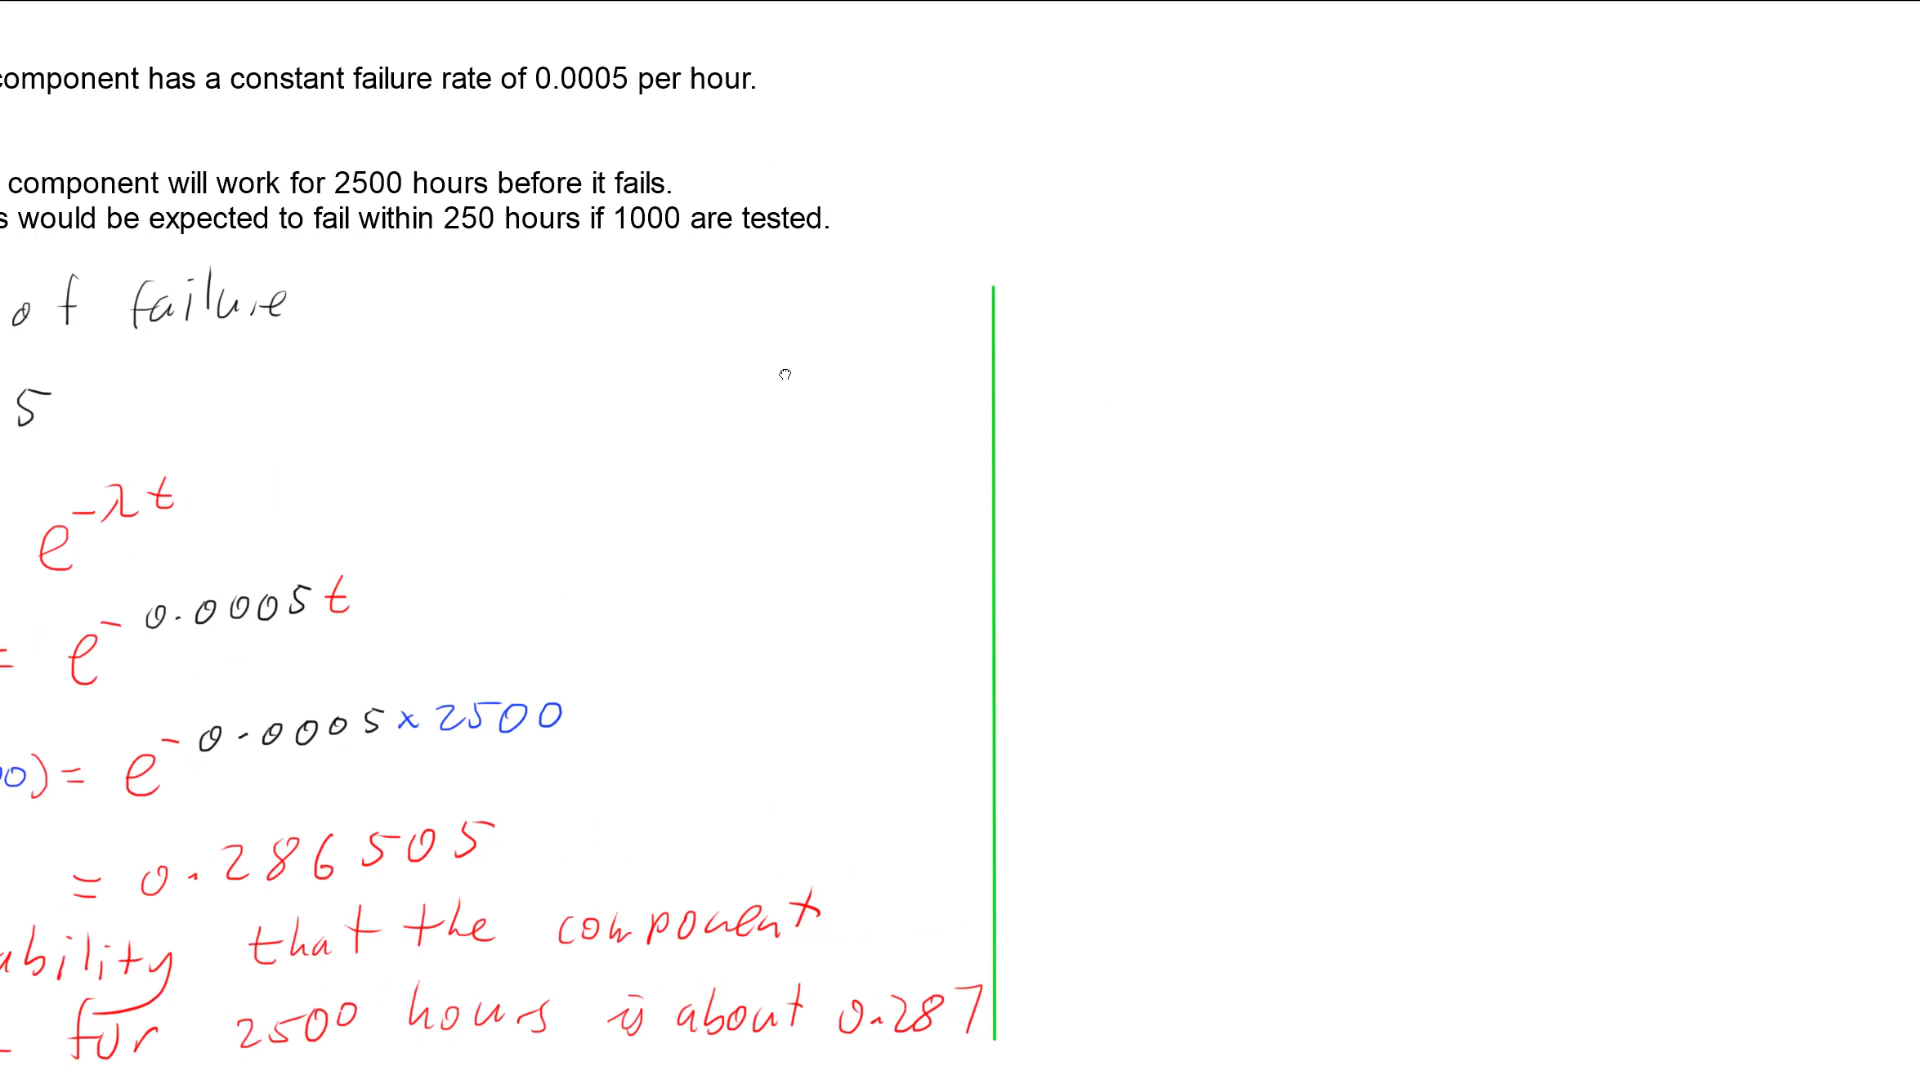 component has a constant failure rate of 0.0005 per hour.
component will work for 2500 hours before it fails.
s would be expected to fail within 250 hours if 1000 are tested.
of failure
5
e^-λt
= e^-0.0005t
00) = e^-0.0005×2500
= 0.286505
ability that the component
for 2500 hours is about 0.287